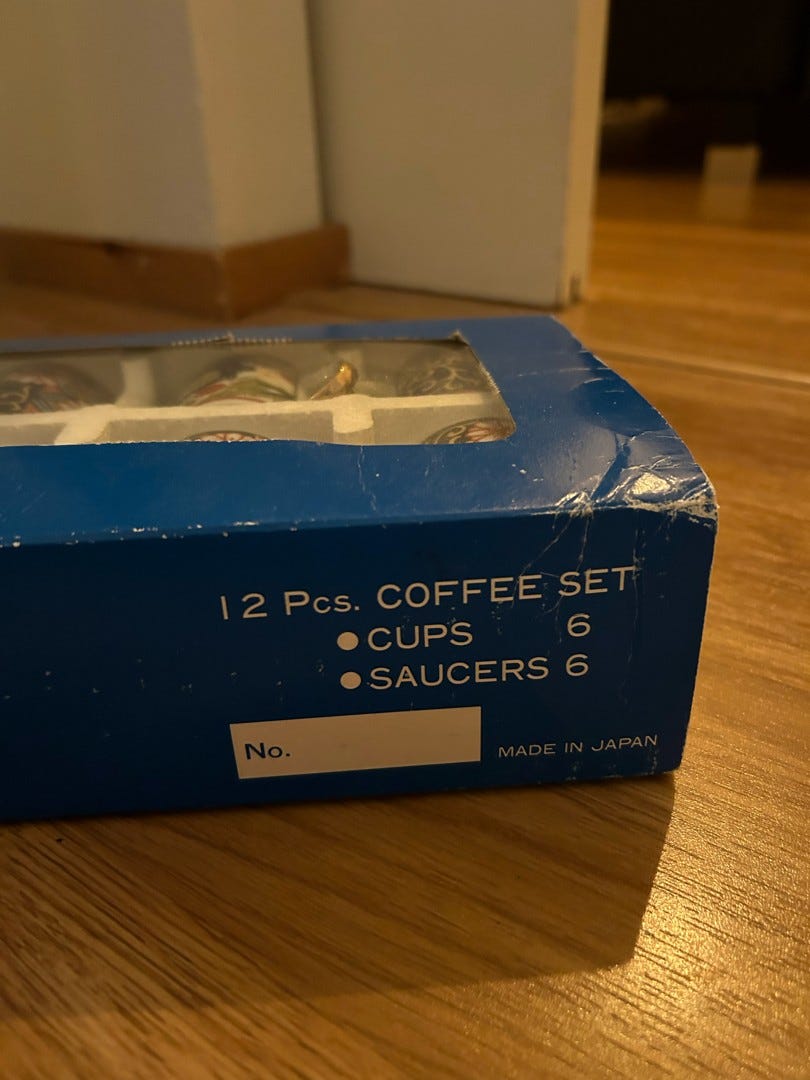 12 Pcs. COFFEE SET
● CUPS 6
● SAUCERS 6
No.
MADE IN JAPAN